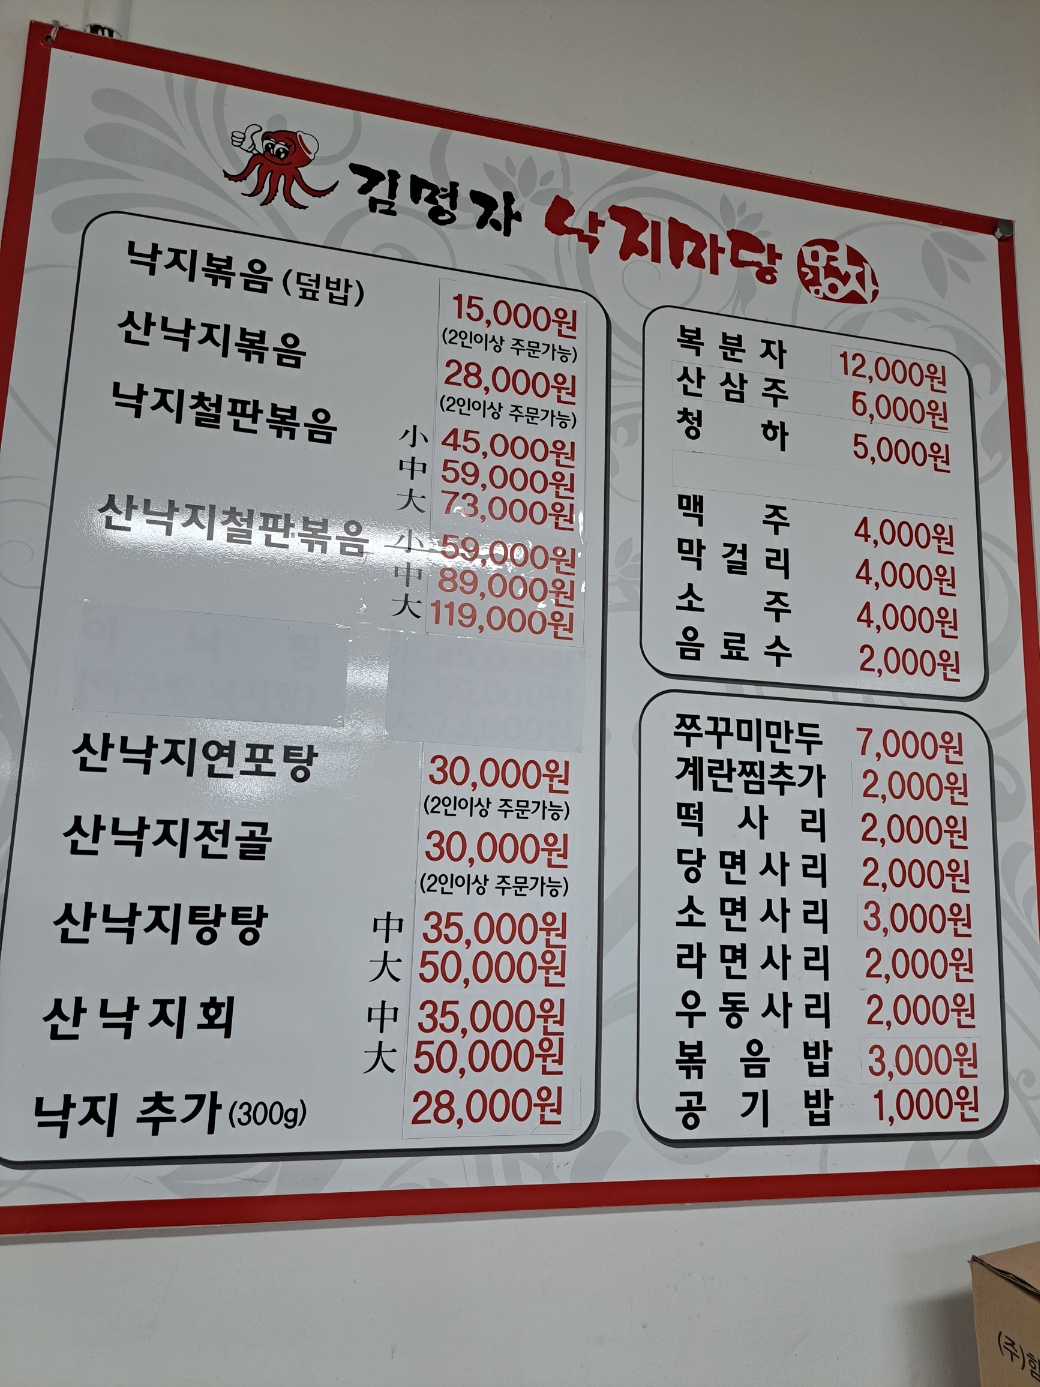 김명자 낙지마당
낙지볶음 (덮밥) 15,000원
(2인이상 주문가능)
산낙지볶음 28,000원
(2인이상 주문가능)
낙지철판볶음 小 45,000원
中 59,000원
大 73,000원
산낙지철판볶음 小 59,000원
中 89,000원
大 119,000원
산낙지연포탕 30,000원
(2인이상 주문가능)
산낙지전골 30,000원
(2인이상 주문가능)
산낙지탕탕 中 35,000원
大 50,000원
산낙지회 中 35,000원
大 50,000원
낙지 추가 (300g) 28,000원
복분자 12,000원
산삼주 6,000원
청하 5,000원
맥주 4,000원
막걸리 4,000원
소주 4,000원
음료수 2,000원
쭈꾸미만두 7,000원
계란찜추가 2,000원
떡사리 2,000원
당면사리 2,000원
소면사리 3,000원
라면사리 2,000원
우동사리 2,000원
볶음밥 3,000원
공기밥 1,000원
(주)